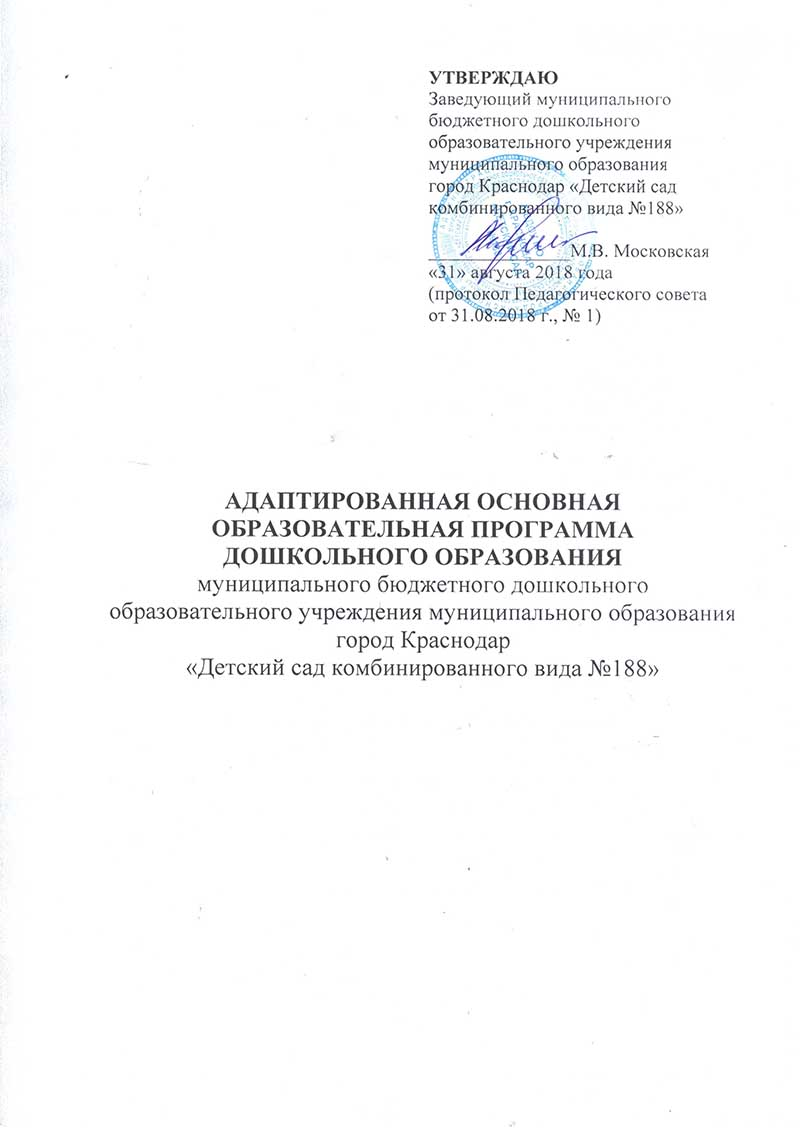 УТВЕРЖДАЮ
Заведующий муниципального
бюджетного дошкольного
образовательного учреждения
муниципального образования
город Краснодар «Детский сад
комбинированного вида №188»
М.В. Московская
«31» августа 2018 года
(протокол Педагогического совета
от 31.08.2018 г., № 1)
АДАПТИРОВАННАЯ ОСНОВНАЯ
ОБРАЗОВАТЕЛЬНАЯ ПРОГРАММА
ДОШКОЛЬНОГО ОБРАЗОВАНИЯ
муниципального бюджетного дошкольного
образовательного учреждения муниципального образования
город Краснодар
«Детский сад комбинированного вида №188»